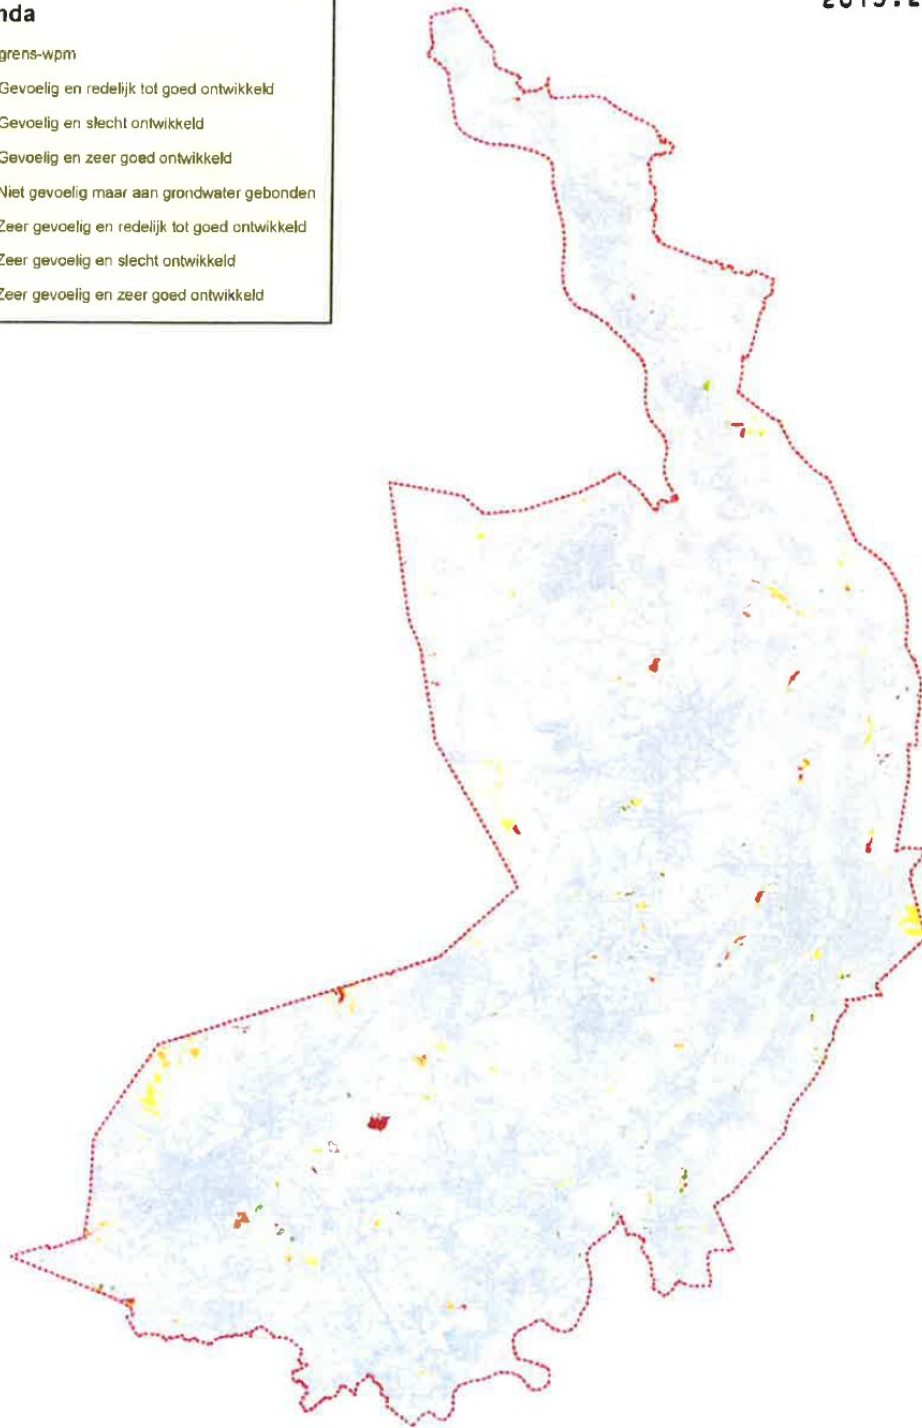 nda
grens-wpm
Gevoelig en redelijk tot goed ontwikkeld
Gevoelig en slecht ontwikkeld
Gevoelig en zeer goed ontwikkeld
Niet gevoelig maar aan grondwater gebonden
Zeer gevoelig en redelijk tot goed ontwikkeld
Zeer gevoelig en slecht ontwikkeld
Zeer gevoelig en zeer goed ontwikkeld